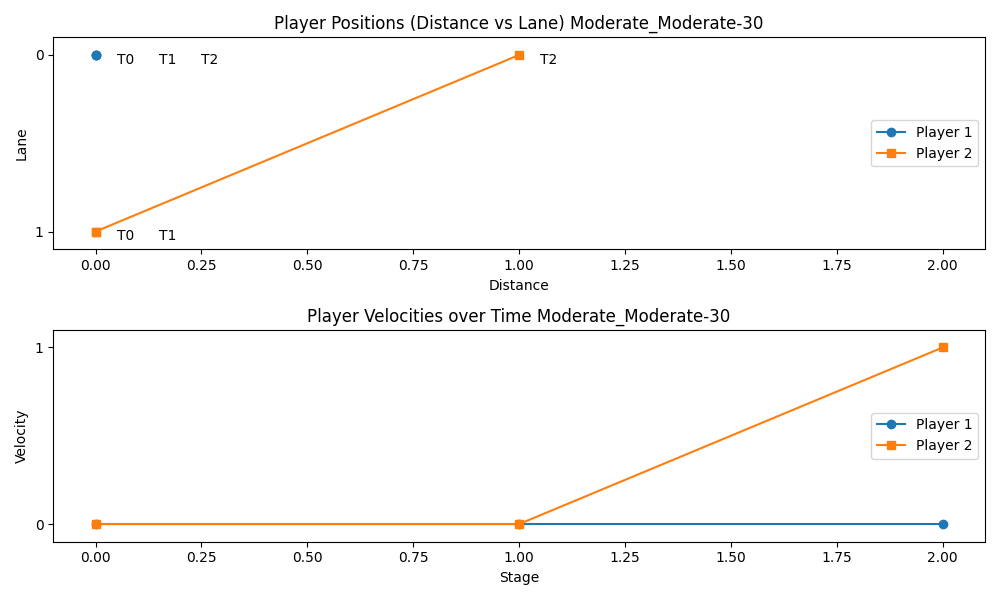 Player Positions (Distance vs Lane) Moderate_Moderate-30
0
T0 T1 T2 T2
Lane
Player 1
Player 2
1
T0 T1
0.00 0.25 0.50 0.75 1.00 1.25 1.50 1.75 2.00
Distance
Player Velocities over Time Moderate_Moderate-30
1
Velocity
Player 1
Player 2
0
0.00 0.25 0.50 0.75 1.00 1.25 1.50 1.75 2.00
Stage